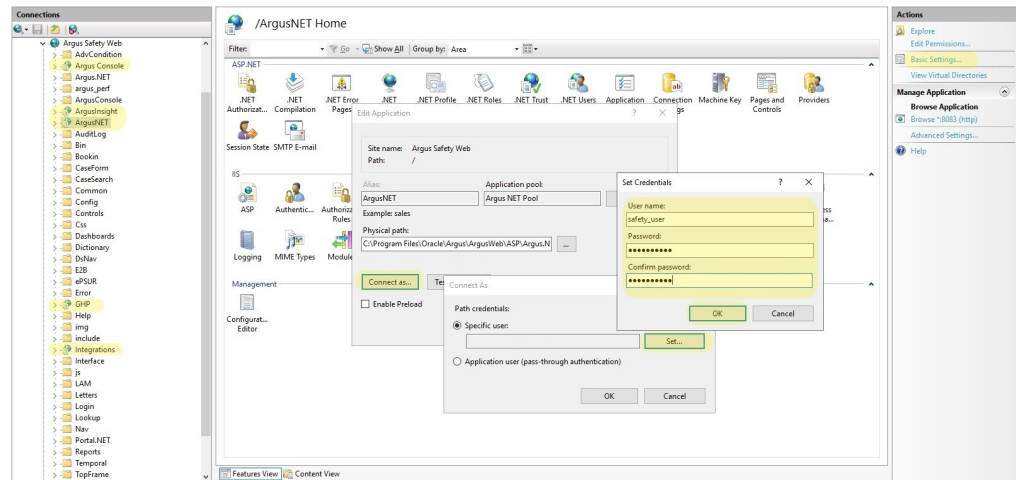 Connections
Argus Safety Web
AdvCondition
Argus Console
Argus.NET
argus_perf
ArgusConsole
ArgusInsight
ArgusNET
AuditLog
Bin
Bookin
CaseForm
CaseSearch
Common
Config
Controls
Css
Dashboards
Dictionary
DsNav
E2B
ePSUR
Error
GHP
Help
img
include
Integrations
Interface
js
LAM
Letters
Login
Lookup
Nav
Portal.NET
Reports
Temporal
TopFrame
/ArgusNET Home
Filter: Go Show All Group by: Area
ASP.NET
.NET Authorizat...
.NET Compilation
.NET Error Pages
.NET
.NET Profile
.NET Roles
.NET Trust
.NET Users
Application
Connection
Machine Key
Pages and Controls
Providers
Session State
SMTP E-mail
IIS
ASP
Authentic...
Authoriza
Rules
Logging
MIME Types
Module
Management
Configurat... Editor
Edit Application ? ×
Site name: Argus Safety Web
Path: /
Alias:
Application pool:
ArgusNET
Argus NET Pool
Example: sales
Physical path:
C:\Program Files\Oracle\Argus\ArgusWeb\ASP\Argus.N ...
Connect as...
Enable Preload
Connect As
Path credentials:
Specific user:
Set...
Application user (pass-through authentication)
OK Cancel
Set Credentials ? ×
User name:
safety_user
Password:
••••••••••
Confirm password:
••••••••••
OK Cancel
Features View Content View
Actions
Explore
Edit Permissions...
Basic Settings...
View Virtual Directories
Manage Application
Browse Application
Browse *:8083 (http)
Advanced Settings...
Help